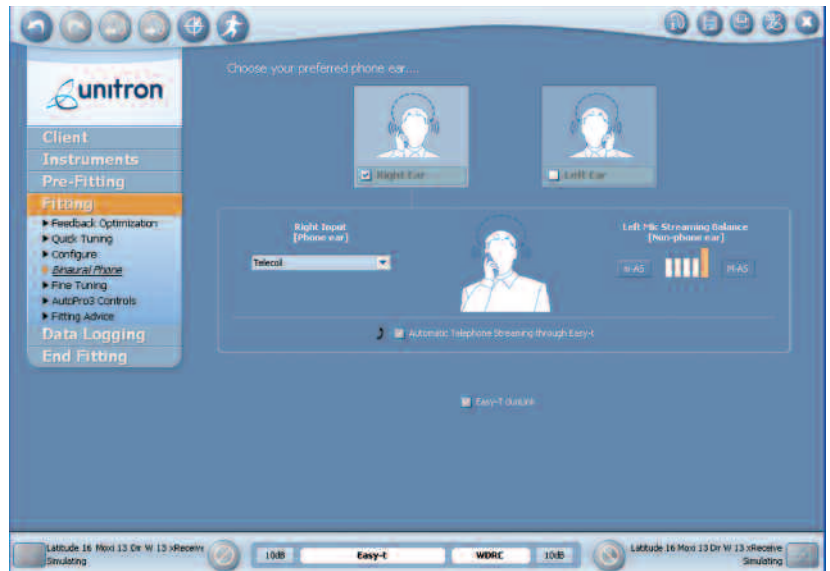 Choose your preferred phone ear....
unitron
Client
Instruments
Pre-Fitting
Fitting
Feedback Optimization
Quick Tuning
Configure
Binaural Phone
Fine Tuning
AutoPro3 Controls
Fitting Advice
Data Logging
End Fitting
Right Ear
Left Ear
Right Input
[Phone ear]
Telecoil
Left Mic Streaming Balance
[Non-phone ear]
m-AS
M-AS
Automatic Telephone Streaming through Easy-t
Easy-T duoLink
Latitude 16 Moxi 13 Dir W 13 xReceive
Simulating
10dB
Easy-t
WDRC
10dB
Latitude 16 Moxi 13 Dir W 13 xReceive
Simulating